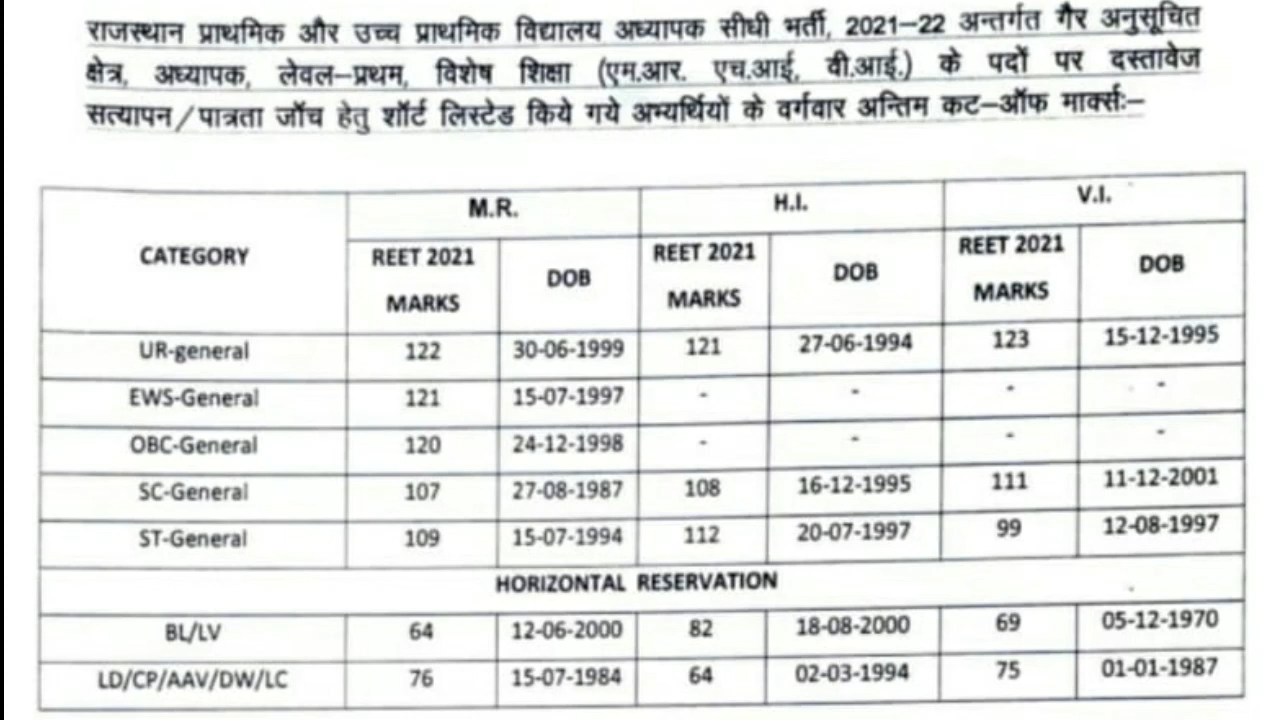 राजस्थान प्राथमिक और उच्च प्राथमिक विद्यालय अध्यापक सीधी भर्ती, 2021–22 अन्तर्गत गैर अनुसूचित
क्षेत्र, अध्यापक, लेवल–प्रथम, विशेष शिक्षा (एम.आर. एच.आई, वी.आई.) के पदों पर दस्तावेज
सत्यापन/पात्रता जॉच हेतु शॉर्ट लिस्टेड किये गये अभ्यर्थियों के वर्गवार अन्तिम कट–ऑफ मार्क्सः–
CATEGORY M.R. H.I. V.I.
REET 2021 MARKS DOB REET 2021 MARKS DOB REET 2021 MARKS DOB
UR-general 122 30-06-1999 121 27-06-1994 123 15-12-1995
EWS-General 121 15-07-1997 - - - -
OBC-General 120 24-12-1998 - - - -
SC-General 107 27-08-1987 108 16-12-1995 111 11-12-2001
ST-General 109 15-07-1994 112 20-07-1997 99 12-08-1997
HORIZONTAL RESERVATION
BL/LV 64 12-06-2000 82 18-08-2000 69 05-12-1970
LD/CP/AAV/DW/LC 76 15-07-1984 64 02-03-1994 75 01-01-1987